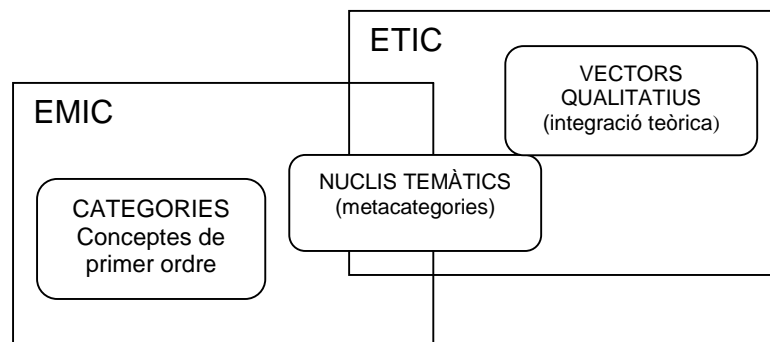 ETIC
VECTORS
QUALITATIUS
(integració teòrica)
EMIC
NUCLIS TEMÀTICS
(metacategories)
CATEGORIES
Conceptes de
primer ordre